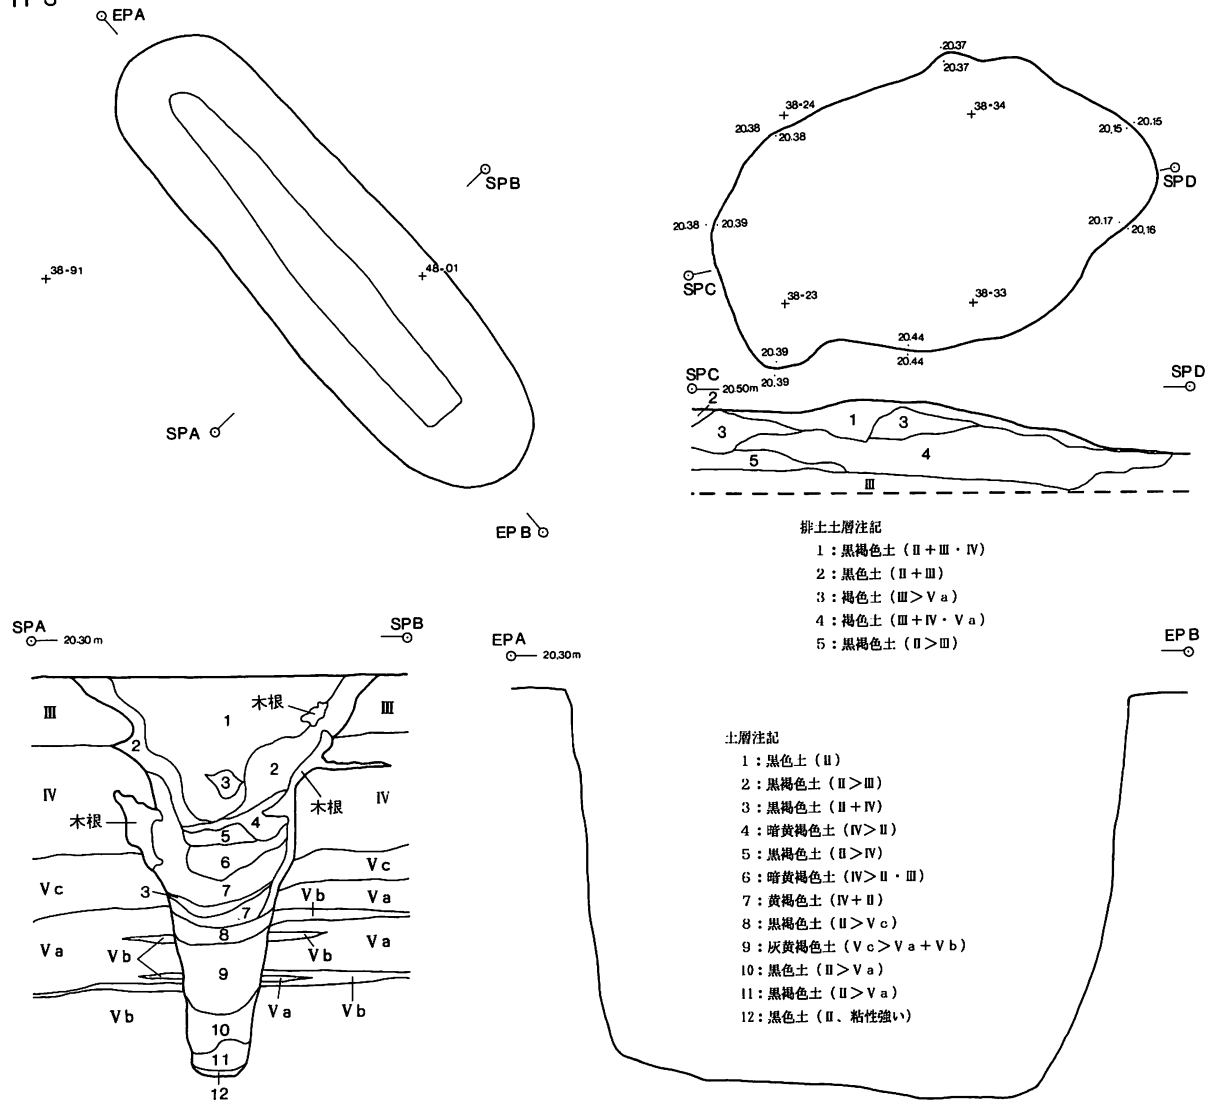 EPA
SPB
38-91
48-01
SPA
EPB
20.37
20.37
38-24
38-34
20.38
20.38
20.15
20.15
SPD
20.38
20.39
20.17
20.16
SPC
38-23
38-33
20.39
20.44
20.44
20.39
SPC
20.50m
SPD
2
3
1
3
4
5
Ⅲ
排土土層注記
1:黒褐色土(Ⅱ+Ⅲ・Ⅳ)
2:黒色土(Ⅱ+Ⅲ)
3:褐色土(Ⅲ>Ⅴa)
4:褐色土(Ⅲ+Ⅳ・Ⅴa)
5:黒褐色土(Ⅱ>Ⅲ)
SPA
20.30m
SPB
Ⅲ
1
木根
Ⅲ
2
2
3
Ⅳ
木根
Ⅳ
木根
4
5
6
Ⅴc
Ⅴc
3
7
Ⅴb
Ⅴa
7
8
Ⅴa
Ⅴb
Ⅴb
Ⅴa
9
Ⅴb
Ⅴa
Ⅴb
10
11
12
EPA
20.30m
EPB
土層注記
1:黒色土(Ⅱ)
2:黒褐色土(Ⅱ>Ⅲ)
3:黒褐色土(Ⅱ+Ⅳ)
4:暗黄褐色土(Ⅳ>Ⅱ)
5:黒褐色土(Ⅱ>Ⅳ)
6:暗黄褐色土(Ⅳ>Ⅱ・Ⅲ)
7:黄褐色土(Ⅳ+Ⅱ)
8:黒褐色土(Ⅱ>Ⅴc)
9:灰黄褐色土(Ⅴc>Ⅴa+Ⅴb)
10:黒色土(Ⅱ>Ⅴa)
11:黒褐色土(Ⅱ>Ⅴa)
12:黒色土(Ⅱ、粘性強い)